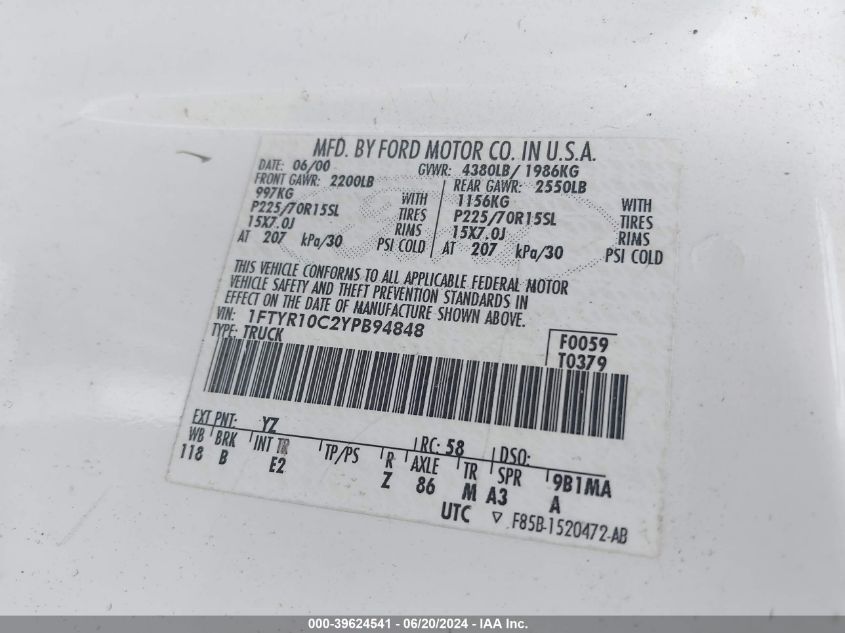 MFD. BY FORD MOTOR CO. IN U.S.A.
DATE: 06/00 GVWR: 4380LB/ 1986KG
FRONT GAWR: 2200LB REAR GAWR: 2550LB
997KG WITH 1156KG WITH
P225/70R15SL TIRES P225/70R15SL TIRES
15X7.0J RIMS 15X7.0J RIMS
AT 207 kPa/30 PSI COLD AT 207 kPa/30 PSI COLD
THIS VEHICLE CONFORMS TO ALL APPLICABLE FEDERAL MOTOR
VEHICLE SAFETY AND THEFT PREVENTION STANDARDS IN
EFFECT ON THE DATE OF MANUFACTURE SHOWN ABOVE.
VIN: 1FTYR10C2YPB94848
TYPE: TRUCK
F0059
T0379
EXT PNT: YZ RC: 58 DSO:
WB BRK INT TR TP/PS R AXLE TR SPR 9B1MA
118 B E2 Z 86 M A3 A
UTC ▽ F85B-1520472-AB
000-39624541 - 06/20/2024 - IAA Inc.